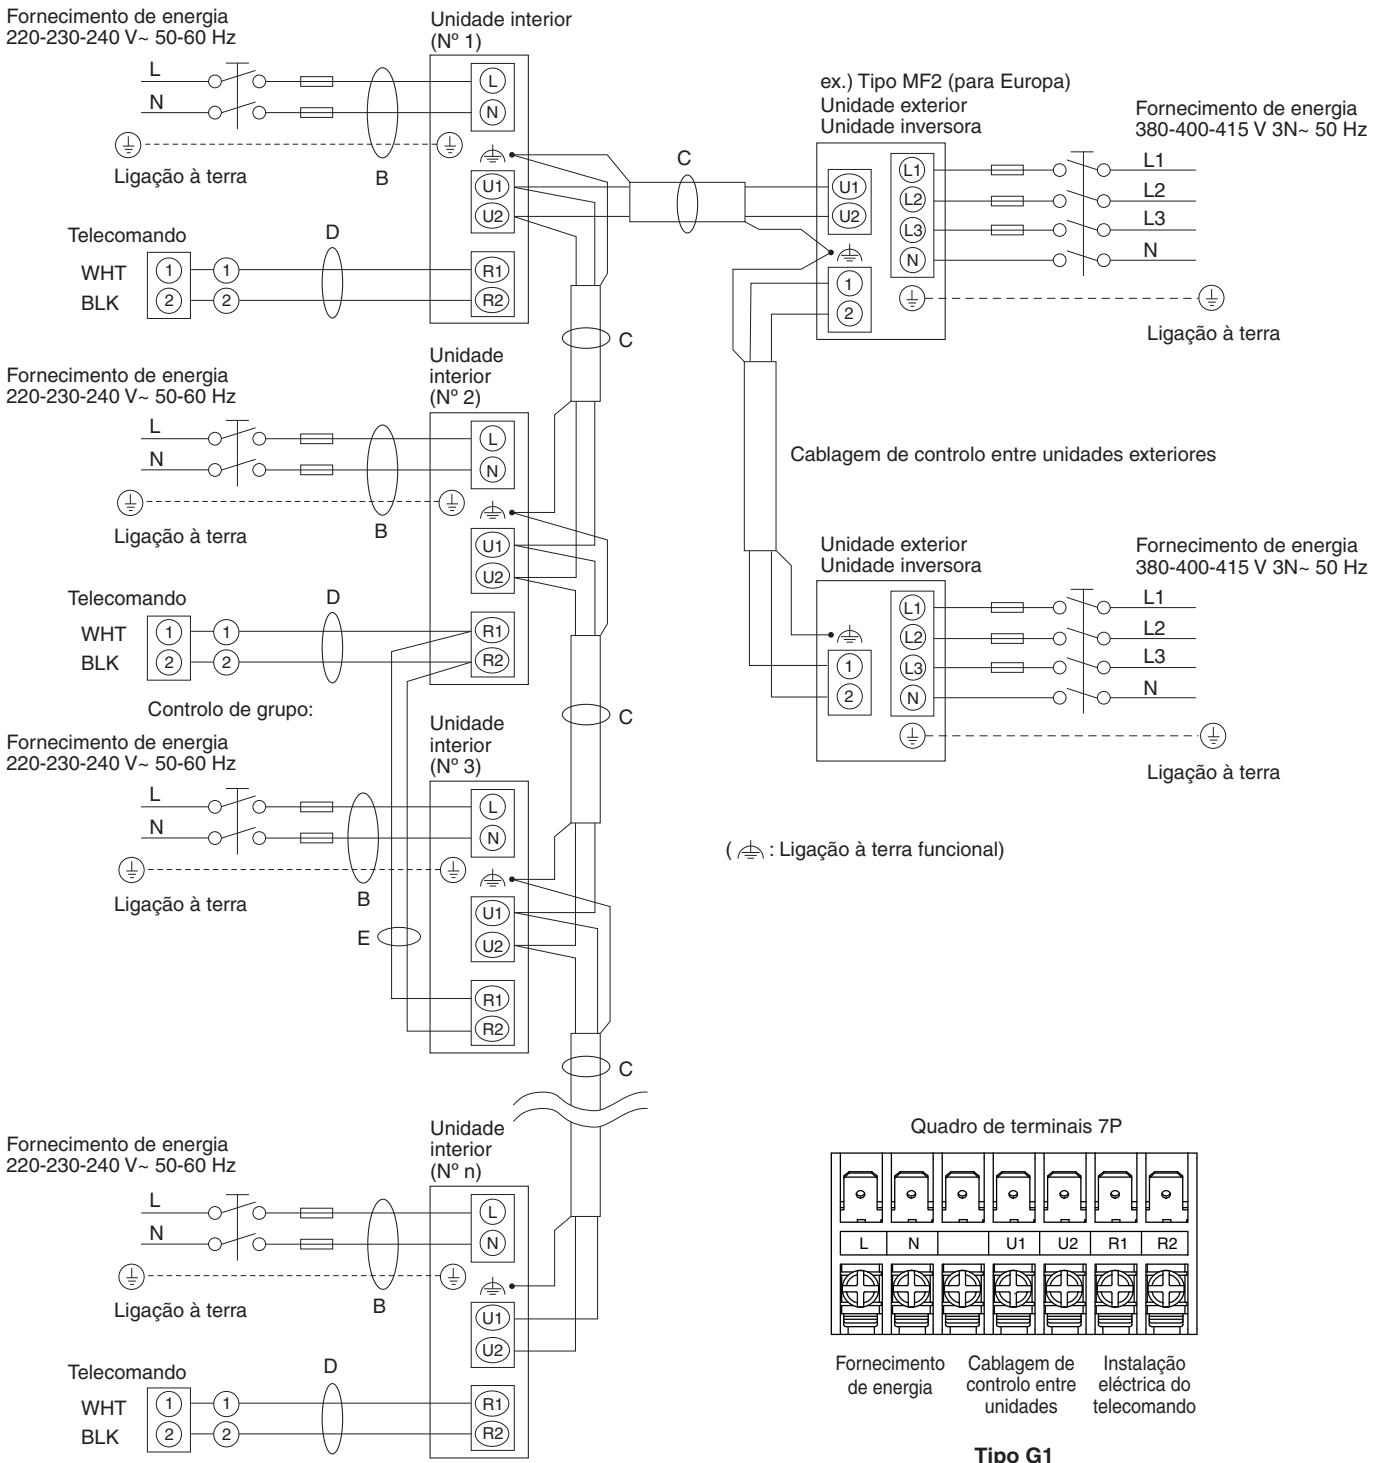 Fornecimento de energia
220-230-240 V~ 50-60 Hz
L
N
Ligação à terra
B
Unidade interior
(Nº 1)
L
N
U1
U2
R1
R2
Telecomando
WHT 1 1
BLK 2 2
D
C
C
ex.) Tipo MF2 (para Europa)
Unidade exterior
Unidade inversora
U1
U2
1
2
L1
L2
L3
N
Fornecimento de energia
380-400-415 V 3N~ 50 Hz
L1
L2
L3
N
Ligação à terra
Fornecimento de energia
220-230-240 V~ 50-60 Hz
L
N
Ligação à terra
B
Unidade
interior
(Nº 2)
L
N
U1
U2
R1
R2
Telecomando
WHT 1 1
BLK 2 2
D
C
Cablagem de controlo entre unidades exteriores
Unidade exterior
Unidade inversora
1
2
L1
L2
L3
N
Fornecimento de energia
380-400-415 V 3N~ 50 Hz
L1
L2
L3
N
Ligação à terra
Controlo de grupo:
Fornecimento de energia
220-230-240 V~ 50-60 Hz
L
N
Ligação à terra
B
E
Unidade
interior
(Nº 3)
L
N
U1
U2
R1
R2
C
( : Ligação à terra funcional)
Fornecimento de energia
220-230-240 V~ 50-60 Hz
L
N
Ligação à terra
B
Unidade
interior
(Nº n)
L
N
U1
U2
R1
R2
Telecomando
WHT 1 1
BLK 2 2
D
Quadro de terminais 7P
L N U1 U2 R1 R2
Fornecimento
de energia
Cablagem de
controlo entre
unidades
Instalação
eléctrica do
telecomando
Tipo G1